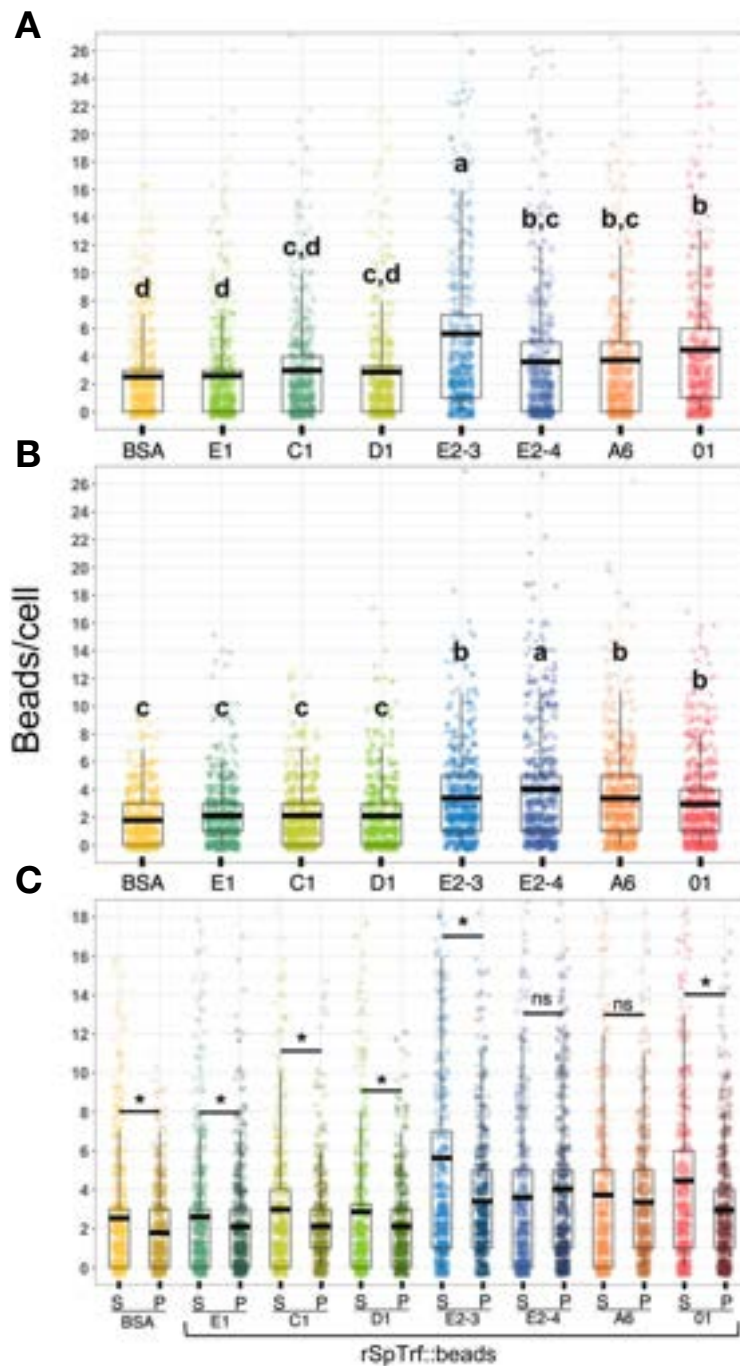 A
26
24
22
20
18
16
14
12
10
8
6
4
2
0
d
d
c,d
c,d
a
b,c
b,c
b
BSA E1 C1 D1 E2-3 E2-4 A6 01
B
Beads/cell
26
24
22
20
18
16
14
12
10
8
6
4
2
0
c
c
c
c
b
a
b
b
BSA E1 C1 D1 E2-3 E2-4 A6 01
C
18
16
14
12
10
8
6
4
2
0
* * * * * ns ns *
S P S P S P S P S P S P S P S P
BSA E1 C1 D1 E2-3 E2-4 A6 01
rSpTrf::beads